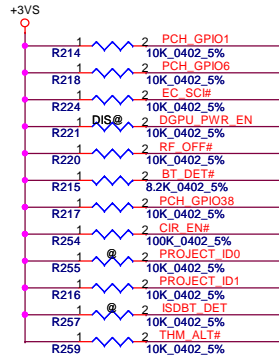 +3VS
1 2 PCH_GPIO1
R214 10K_0402_5%
1 2 PCH_GPIO6
R218 10K_0402_5%
1 2 EC_SCI#
R224 10K_0402_5%
1 DIS@ 2 DGPU_PWR_EN
R221 10K_0402_5%
1 2 RF_OFF#
R220 10K_0402_5%
1 2 BT_DET#
R215 8.2K_0402_5%
1 2 PCH_GPIO38
R217 10K_0402_5%
1 2 CIR_EN#
R254 100K_0402_5%
1 @ 2 PROJECT_ID0
R255 10K_0402_5%
1 2 PROJECT_ID1
R216 10K_0402_5%
1 @ 2 ISDBT_DET
R257 10K_0402_5%
1 2 THM_ALT#
R259 10K_0402_5%